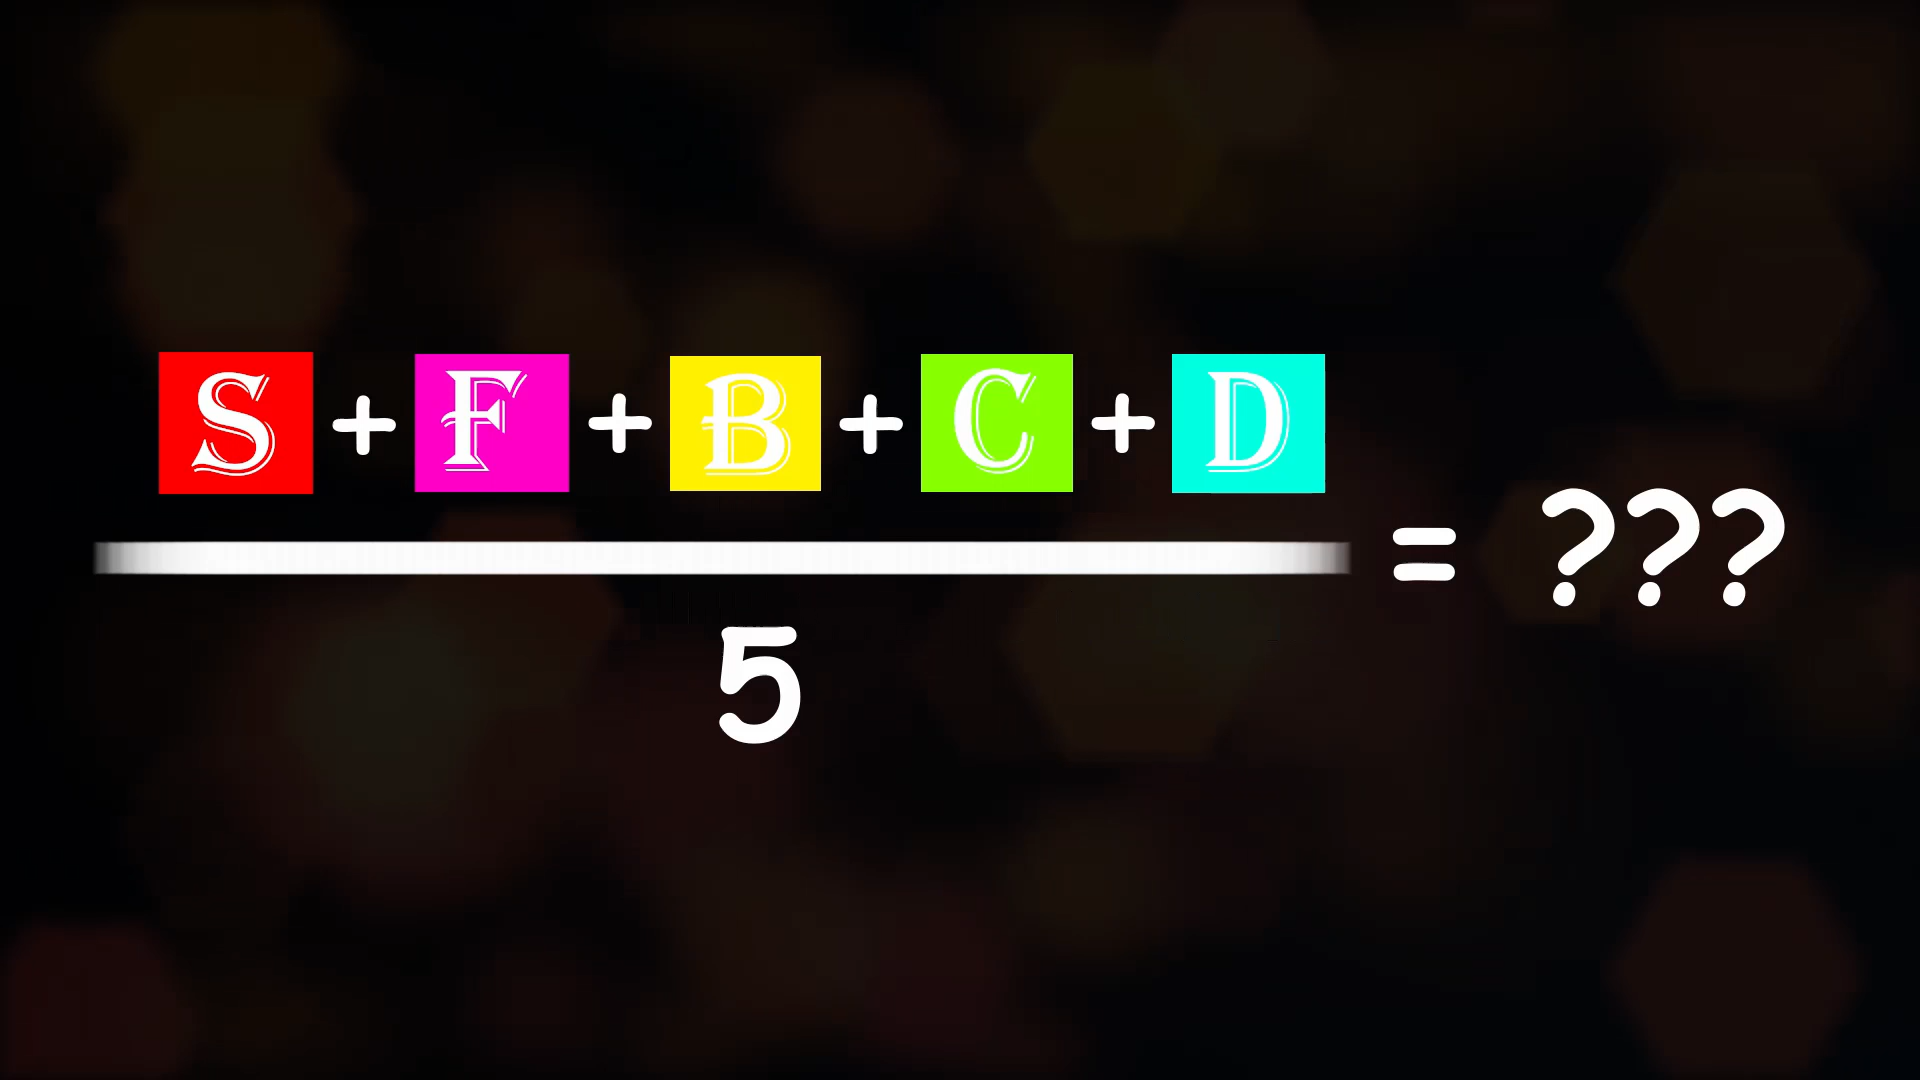 S + F + B + C + D
= ???
5